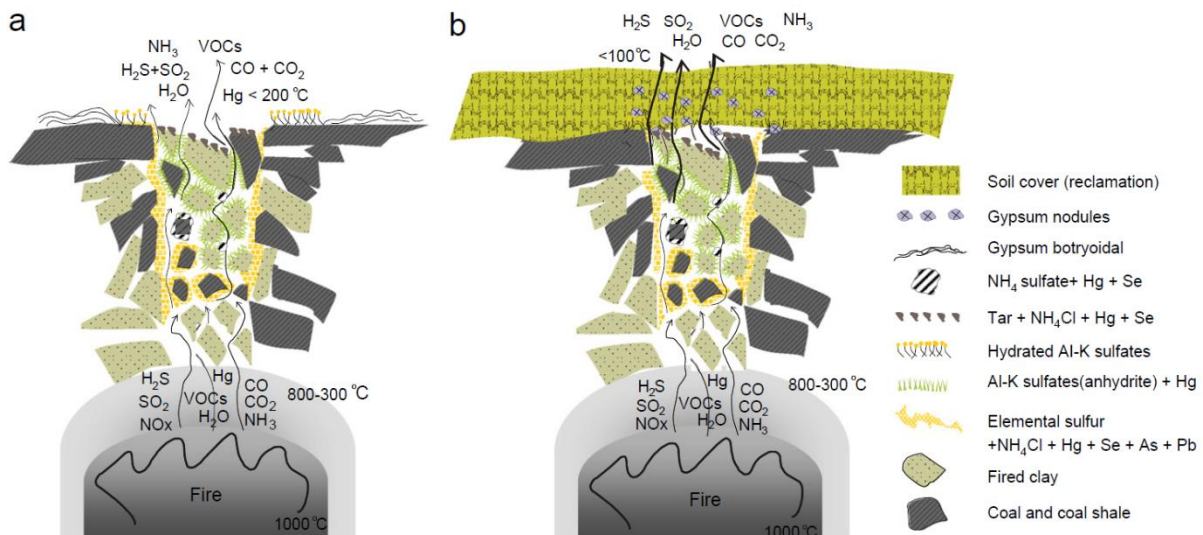 a
NH₃ VOCs
H₂S+SO₂ CO + CO₂
H₂O
Hg < 200 °C
H₂S Hg CO 800-300 °C
SO₂ VOCs CO₂
NOx H₂O NH₃
Fire
1000 °C
b
H₂S SO₂ VOCs NH₃
H₂O CO CO₂
<100°C
H₂S Hg CO 800-300 °C
SO₂ VOCs CO₂
NOx H₂O NH₃
Fire
1000 °C
Soil cover (reclamation)
Gypsum nodules
Gypsum botryoidal
NH₄ sulfate+ Hg + Se
Tar + NH₄Cl + Hg + Se
Hydrated Al-K sulfates
Al-K sulfates(anhydrite) + Hg
Elemental sulfur
+NH₄Cl + Hg + Se + As + Pb
Fired clay
Coal and coal shale